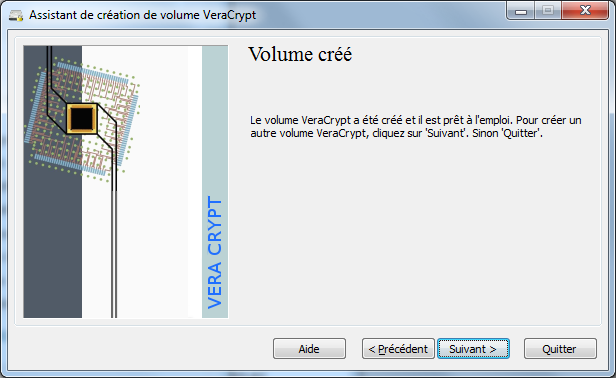 Assistant de création de volume VeraCrypt
Volume créé
Le volume VeraCrypt a été créé et il est prêt à l'emploi. Pour créer un
autre volume VeraCrypt, cliquez sur 'Suivant'. Sinon 'Quitter'.
VERA CRYPT
Aide
< Précédent
Suivant >
Quitter